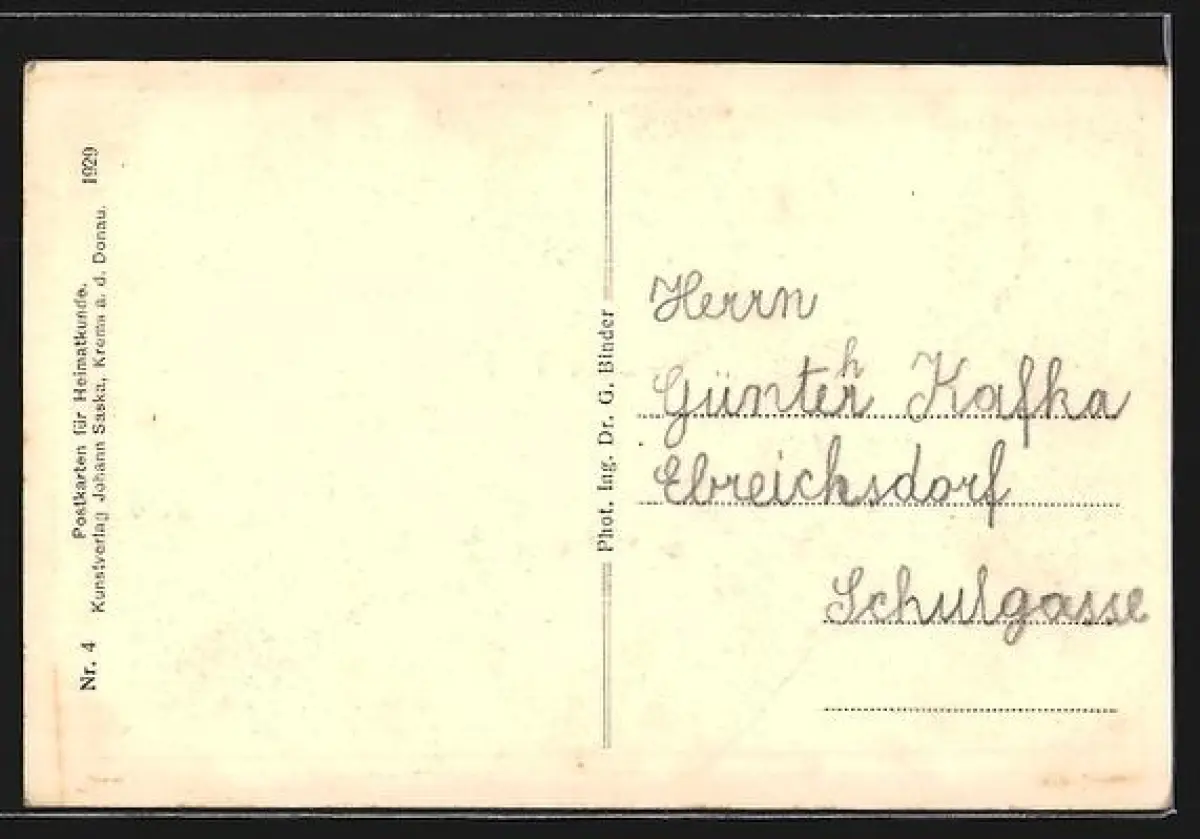 Nr. 4
Postkarten für Heimatkunde.
Kunstverlag Johann Saska, Krems a. d. Donau.
1929
Phot. Ing. Dr. G. Binder
Herrn
Günther Kafka
Ebreichsdorf
Schulgasse